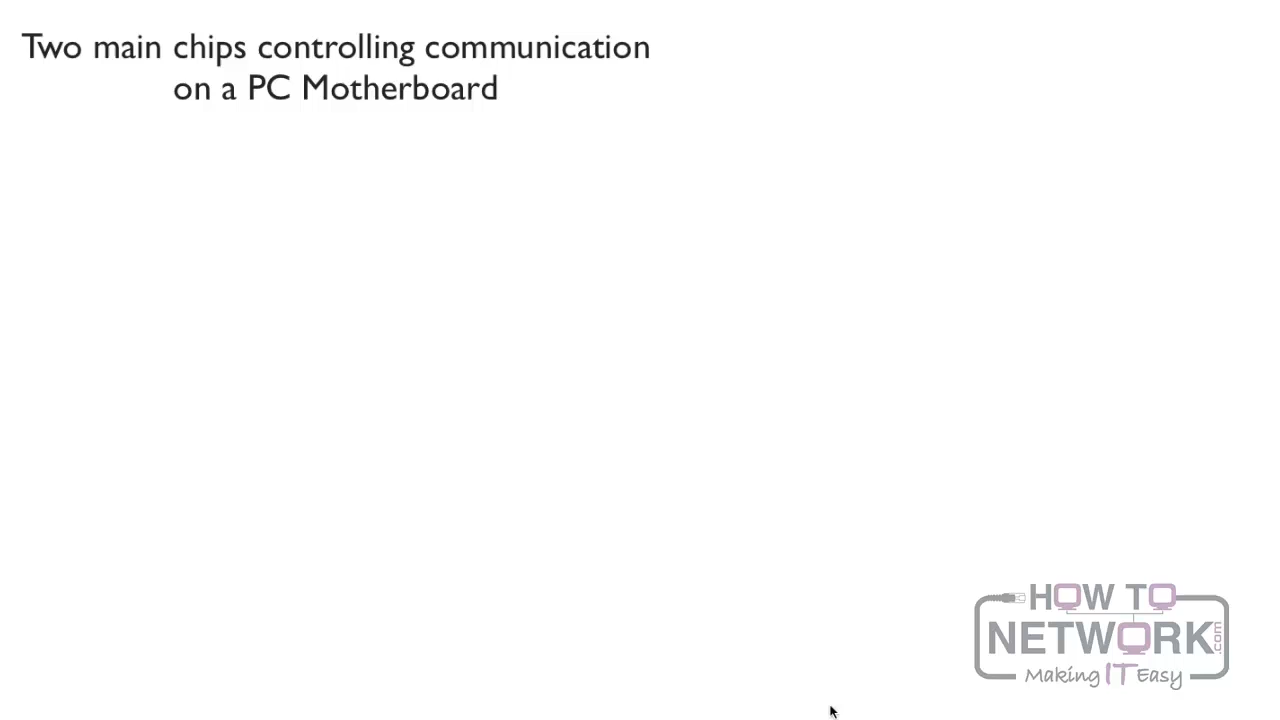 Two main chips controlling communication
on a PC Motherboard
HOW TO
NETWORK.com
Making IT Easy